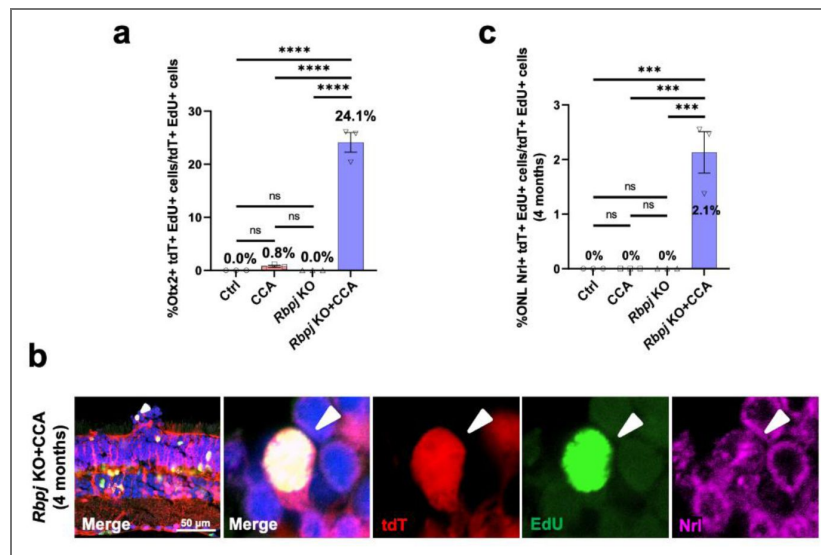 a
****
****
****
24.1%
ns
ns
ns
0.0%
0.8%
0.0%
30
20
10
0
%Otx2+ tdT+ EdU+ cells/tdT+ EdU+ cells
Ctrl
CCA
Rbpj KO
Rbpj KO+CCA
c
***
***
***
ns
ns
ns
0%
0%
0%
2.1%
3
2
1
0
%ONL Nrl+ tdT+ EdU+ cells/tdT+ EdU+ cells
(4 months)
Ctrl
CCA
Rbpj KO
Rbpj KO+CCA
b
Rbpj KO+CCA
(4 months)
Merge
50 µm
Merge
tdT
EdU
Nrl